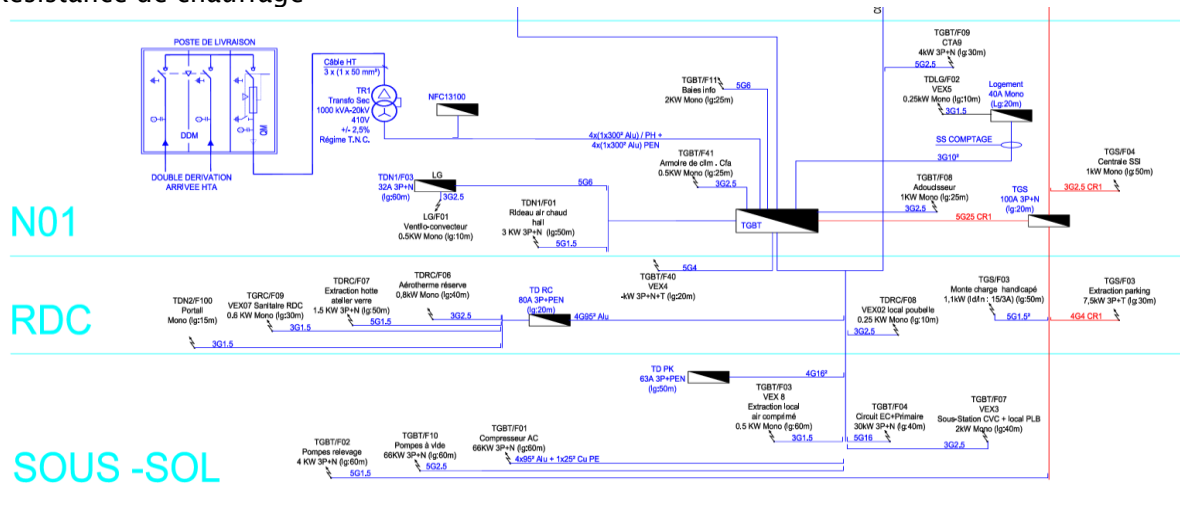 Résistance de chauffage
POSTE DE LIVRAISON
DDM
QM
DOUBLE DERIVATION
ARRIVEE HTA
Câble HT
3 x (1 x 50 mm²)
TR1
Transfo Sec
1000 kVA-20kV
410V
+/- 2,5%
Régime T.N.C.
NFC13100
4x(1x300² Alu) / PH +
4x(1x300² Alu) PEN
TGBT/F11
Baies info
2KW Mono (lg:25m)
5G6
TGBT/F41
Armoire de clim . Cfa
0.5KW Mono (lg:25m)
3G2.5
TGBT/F09
CTA9
4kW 3P+N (lg:30m)
5G2.5
TDLG/F02
VEX5
0.25kW Mono (lg:10m)
3G1.5
Logement
40A Mono
(Lg:20m)
SS COMPTAGE
3G10²
TGBT/F08
Adoucisseur
1KW Mono (lg:25m)
3G2.5
TGS/F04
Centrale SSI
1kW Mono (lg:50m)
3G2.5 CR1
TGS
100A 3P+N
(lg:20m)
5G25 CR1
TGBT
N01
TDN1/F03
32A 3P+N
(lg:60m)
LG
3G2.5
5G6
LG/F01
Ventilo-convecteur
0.5KW Mono (lg:10m)
TDN1/F01
Rideau air chaud
hall
3 KW 3P+N (lg:50m)
5G1.5
5G4
TGBT/F40
VEX4
-kW 3P+N+T (lg:20m)
RDC
TDN2/F100
Portail
Mono (lg:15m)
3G1.5
TGRC/F09
VEX07 Sanitaire RDC
0.6 KW Mono (lg:30m)
3G1.5
TDRC/F07
Extraction hotte
atelier verre
1.5 KW 3P+N (lg:50m)
5G1.5
TDRC/F06
Aérotherme réserve
0,8kW Mono (lg:40m)
3G2.5
TD RC
80A 3P+PEN
(lg:20m)
4G95² Alu
TDRC/F08
VEX02 local poubelle
0.25 KW Mono (lg:10m)
3G2.5
TGS/F03
Monte charge handicapé
1,1kW (Id/In : 15/3A) (lg:50m)
5G1.5²
TGS/F03
Extraction parking
7,5kW 3P+T (lg:30m)
4G4 CR1
SOUS -SOL
TD PK
63A 3P+PEN
(lg:50m)
4G16²
TGBT/F03
VEX 8
Extraction local
air comprimé
0.5 KW Mono (lg:60m)
3G1.5
TGBT/F04
Circuit EC+Primaire
30kW 3P+N (lg:40m)
5G16
TGBT/F07
VEX3
Sous-Station CVC + local PLB
2kW Mono (lg:40m)
3G2.5
TGBT/F02
Pompes relevage
4 KW 3P+N (lg:60m)
5G1.5
TGBT/F10
Pompes à vide
66KW 3P+N (lg:60m)
5G2.5
TGBT/F01
Compresseur AC
66KW 3P+N (lg:60m)
4x95² Alu + 1x25² Cu PE